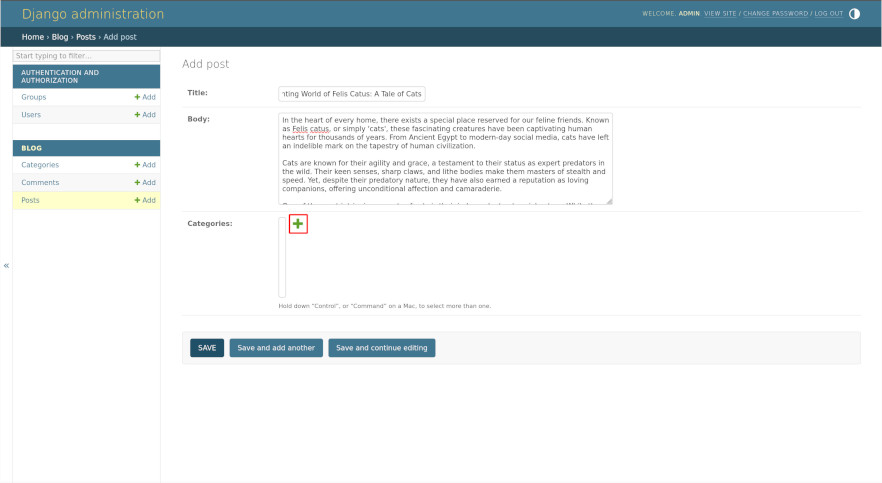 Django administration
WELCOME, ADMIN. VIEW SITE / CHANGE PASSWORD / LOG OUT
Home › Blog › Posts › Add post
Start typing to filter...
AUTHENTICATION AND
AUTHORIZATION
Groups + Add
Users + Add
BLOG
Categories + Add
Comments + Add
Posts + Add
«
Add post
Title:
nting World of Felis Catus: A Tale of Cats
Body:
In the heart of every home, there exists a special place reserved for our feline friends. Known
as Felis catus, or simply 'cats', these fascinating creatures have been captivating human
hearts for thousands of years. From Ancient Egypt to modern-day social media, cats have left
an indelible mark on the tapestry of human civilization.
Cats are known for their agility and grace, a testament to their status as expert predators in
the wild. Their keen senses, sharp claws, and lithe bodies make them masters of stealth and
speed. Yet, despite their predatory nature, they have also earned a reputation as loving
companions, offering unconditional affection and camaraderie.
Categories:
Hold down “Control”, or “Command” on a Mac, to select more than one.
SAVE
Save and add another
Save and continue editing